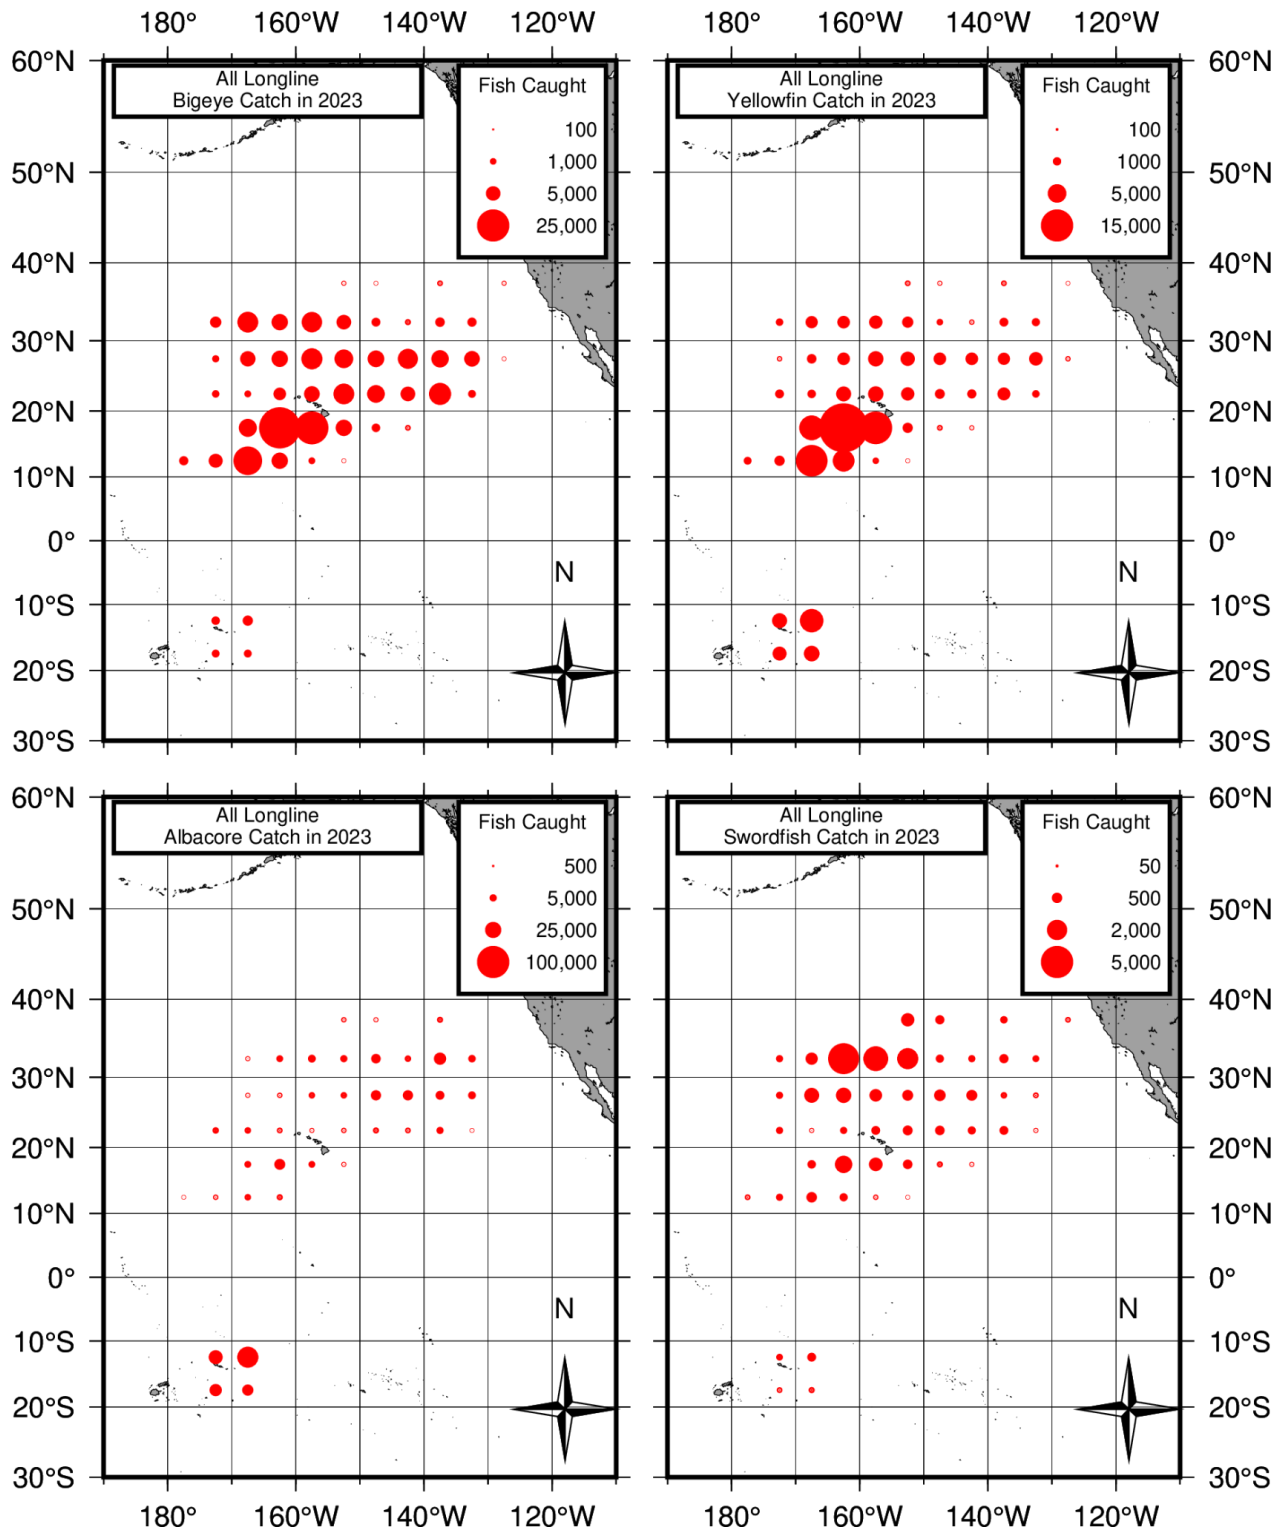 180° 160°W 140°W 120°W 180° 160°W 140°W 120°W
60°N 60°N
All Longline
Bigeye Catch in 2023
Fish Caught
100
1,000
5,000
25,000
All Longline
Yellowfin Catch in 2023
Fish Caught
100
1000
5,000
15,000
50°N 50°N
40°N 40°N
30°N 30°N
20°N 20°N
10°N 10°N
0° 0°
N N
10°S 10°S
20°S 20°S
30°S 30°S
60°N 60°N
All Longline
Albacore Catch in 2023
Fish Caught
500
5,000
25,000
100,000
All Longline
Swordfish Catch in 2023
Fish Caught
50
500
2,000
5,000
50°N 50°N
40°N 40°N
30°N 30°N
20°N 20°N
10°N 10°N
0° 0°
N N
10°S 10°S
20°S 20°S
30°S 30°S
180° 160°W 140°W 120°W 180° 160°W 140°W 120°W